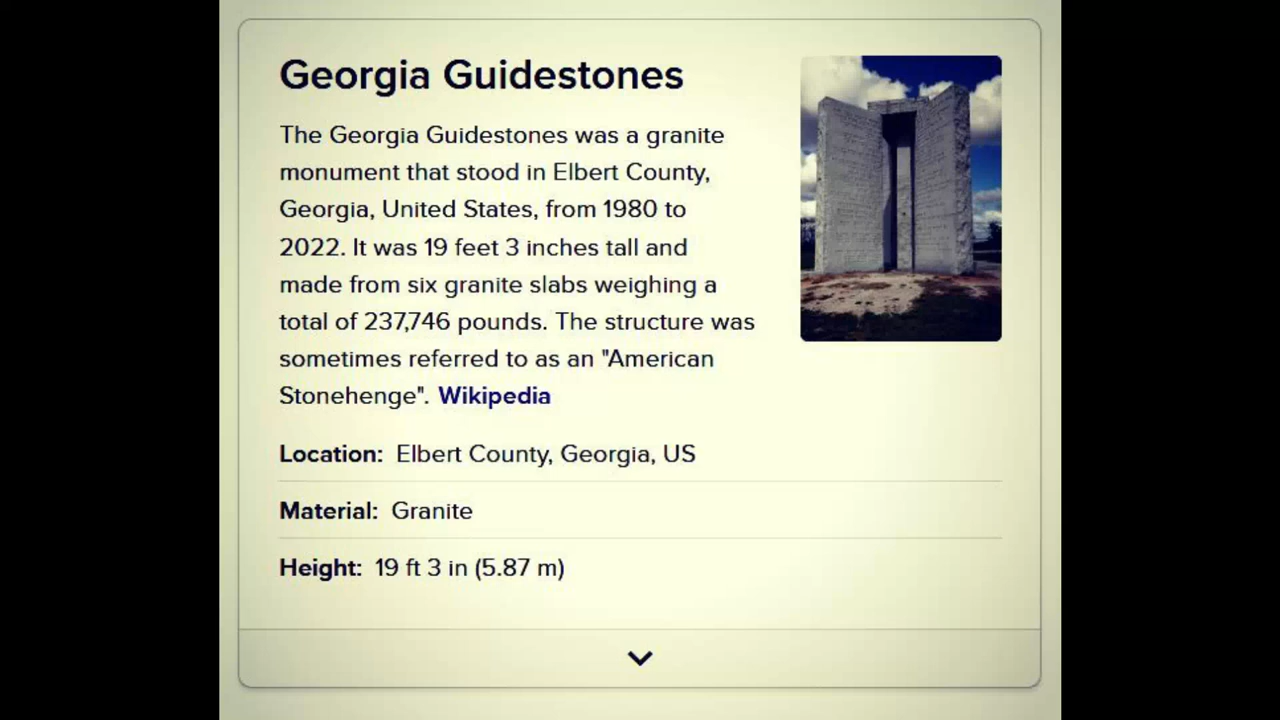 Georgia Guidestones
The Georgia Guidestones was a granite
monument that stood in Elbert County,
Georgia, United States, from 1980 to
2022. It was 19 feet 3 inches tall and
made from six granite slabs weighing a
total of 237,746 pounds. The structure was
sometimes referred to as an "American
Stonehenge". Wikipedia
Location: Elbert County, Georgia, US
Material: Granite
Height: 19 ft 3 in (5.87 m)